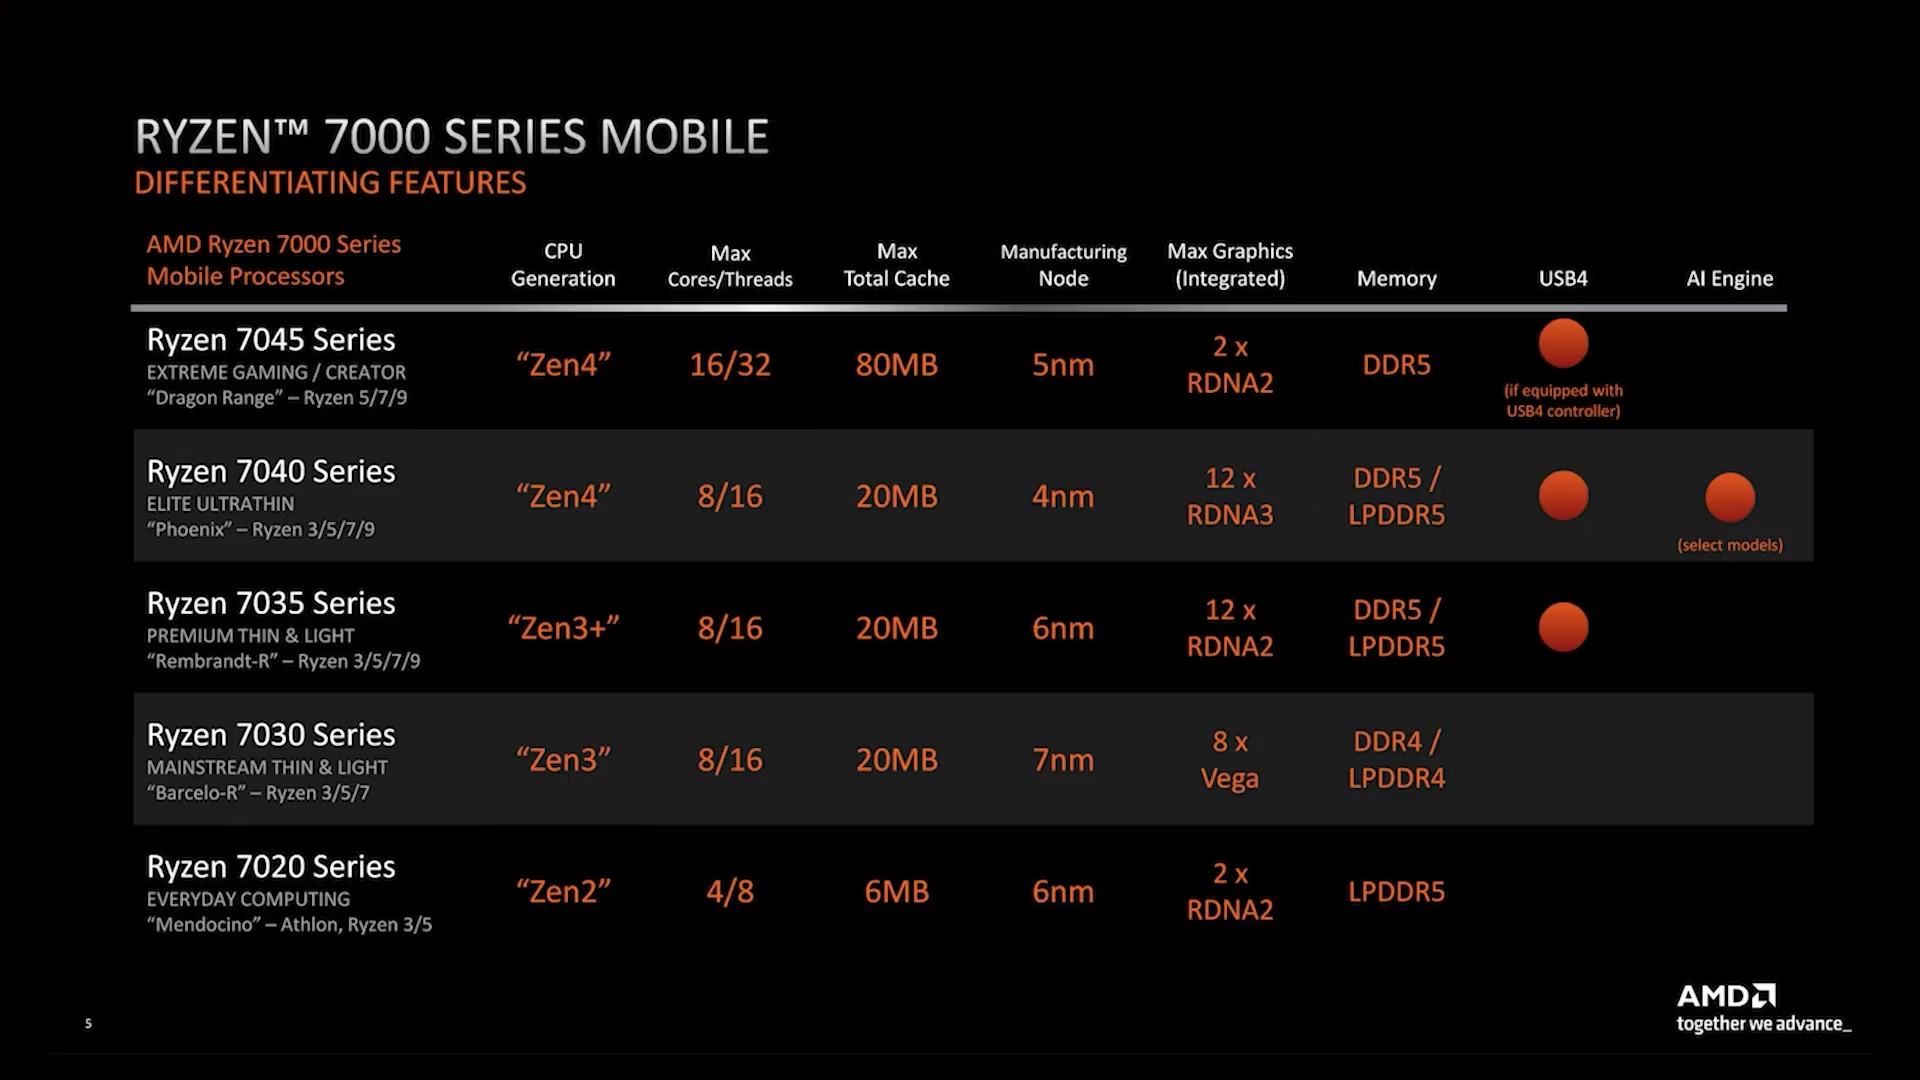 RYZEN™ 7000 SERIES MOBILE
DIFFERENTIATING FEATURES
AMD Ryzen 7000 Series
Mobile Processors
CPU
Generation
Max
Cores/Threads
Max
Total Cache
Manufacturing
Node
Max Graphics
(Integrated)
Memory
USB4
AI Engine
Ryzen 7045 Series
EXTREME GAMING / CREATOR
“Dragon Range” – Ryzen 5/7/9
“Zen4”
16/32
80MB
5nm
2 x
RDNA2
DDR5
(if equipped with
USB4 controller)
Ryzen 7040 Series
ELITE ULTRATHIN
“Phoenix” – Ryzen 3/5/7/9
“Zen4”
8/16
20MB
4nm
12 x
RDNA3
DDR5 /
LPDDR5
(select models)
Ryzen 7035 Series
PREMIUM THIN & LIGHT
“Rembrandt-R” – Ryzen 3/5/7/9
“Zen3+”
8/16
20MB
6nm
12 x
RDNA2
DDR5 /
LPDDR5
Ryzen 7030 Series
MAINSTREAM THIN & LIGHT
“Barcelo-R” – Ryzen 3/5/7
“Zen3”
8/16
20MB
7nm
8 x
Vega
DDR4 /
LPDDR4
Ryzen 7020 Series
EVERYDAY COMPUTING
“Mendocino” – Athlon, Ryzen 3/5
“Zen2”
4/8
6MB
6nm
2 x
RDNA2
LPDDR5
AMD
together we advance_
5